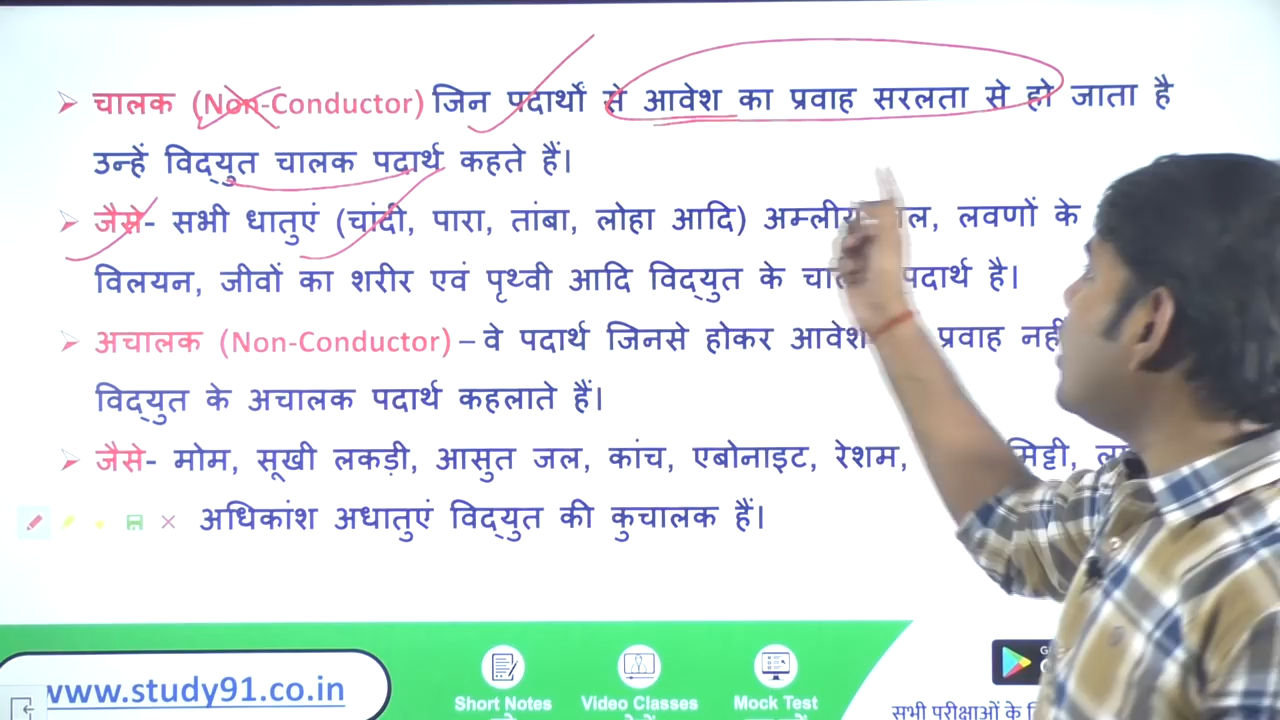 चालक (Non-Conductor) जिन पदार्थों से आवेश का प्रवाह सरलता से हो जाता है
उन्हें विद्युत चालक पदार्थ कहते हैं।
जैसे- सभी धातुएं (चांदी, पारा, तांबा, लोहा आदि) अम्लीय लवणों के
विलयन, जीवों का शरीर एवं पृथ्वी आदि विद्युत के पदार्थ है।
अचालक (Non-Conductor) – वे पदार्थ जिनसे होकर आवेश प्रवाह नहीं
विद्युत के अचालक पदार्थ कहलाते हैं।
जैसे- मोम, सूखी लकड़ी, आसुत जल, कांच, एबोनाइट, रेशम, मिट्टी,
अधिकांश अधातुएं विद्युत की कुचालक हैं।
www.study91.co.in
Short Notes
Video Classes
Mock Test
सभी परीक्षाओं के